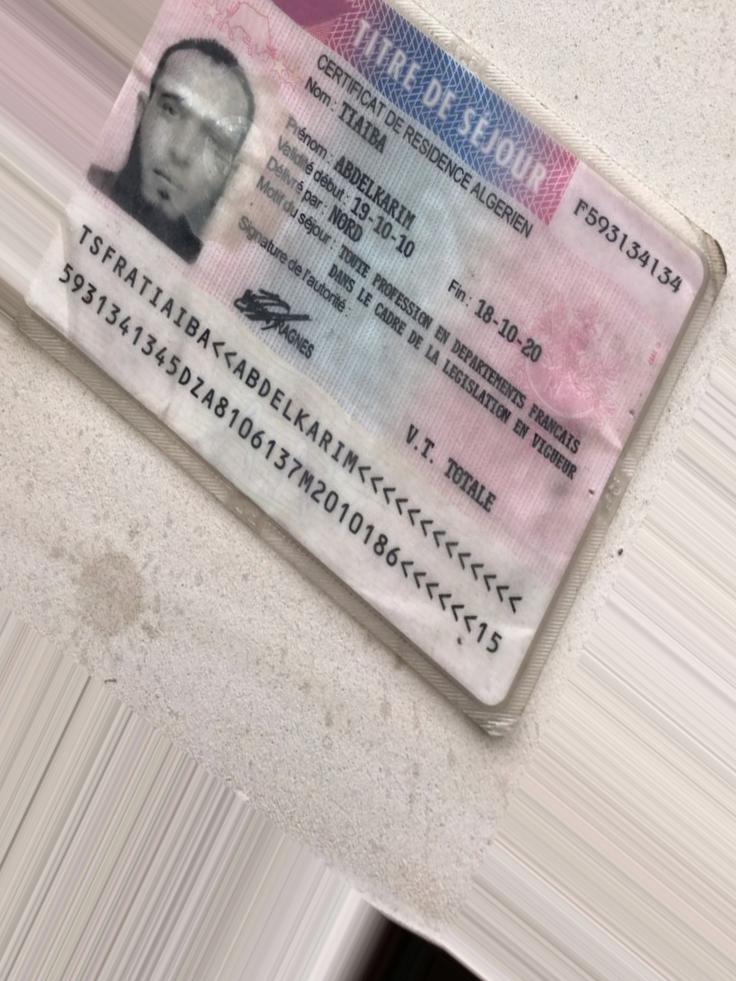 TITRE DE SÉJOUR
F593134134
CERTIFICAT DE RESIDENCE ALGERIEN
Nom : TIAIBA
Prénom : ABDELKARIM
Validité début : 19-10-10 Fin : 18-10-20
Délivré par : NORD
Motif du séjour : TOUTE PROFESSION EN DEPARTEMENTS FRANCAIS
DANS LE CADRE DE LA LEGISLATION EN VIGUEUR
Signature de l'autorité :
V.T. TOTALE
TSFRATIAIBA<<ABDELKARIM<<<<<<<<<<<<<
5931341345DZA8106137M2010186<<<<<<15